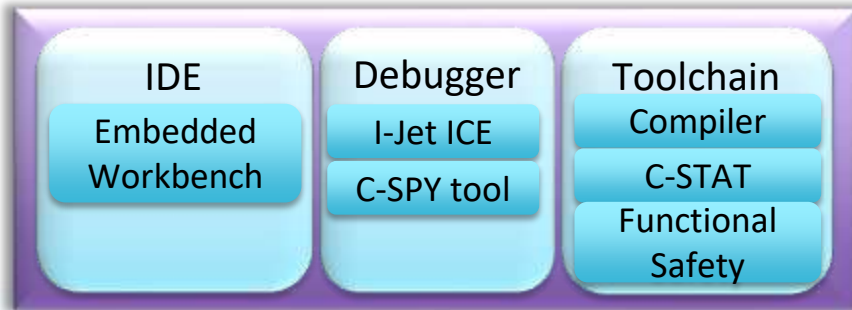 IDE
Embedded
Workbench
Debugger
I-Jet ICE
C-SPY tool
Toolchain
Compiler
C-STAT
Functional
Safety